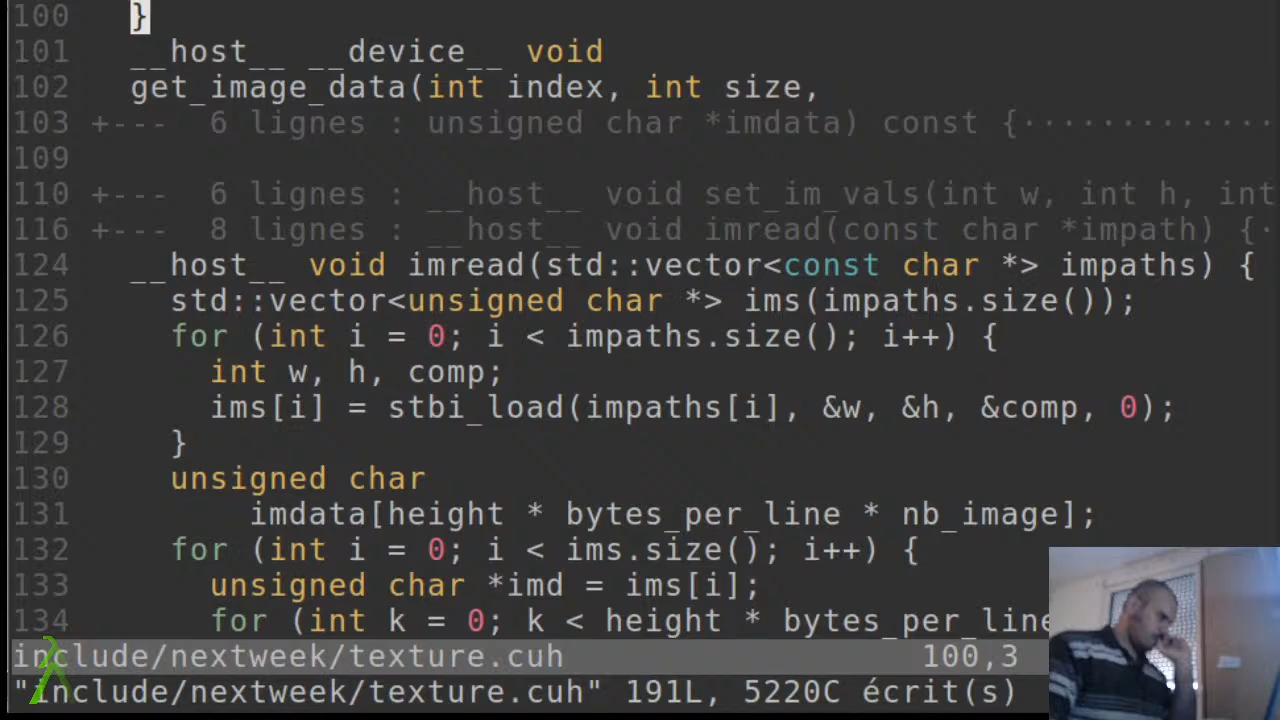 100 }
101 __host__ __device__ void
102 get_image_data(int index, int size,
103 +--- 6 lignes : unsigned char *imdata) const {·············
109
110 +--- 6 lignes : __host__ void set_im_vals(int w, int h, int
116 +--- 8 lignes : __host__ void imread(const char *impath) {·
124 __host__ void imread(std::vector<const char *> impaths) {
125 std::vector<unsigned char *> ims(impaths.size());
126 for (int i = 0; i < impaths.size(); i++) {
127 int w, h, comp;
128 ims[i] = stbi_load(impaths[i], &w, &h, &comp, 0);
129 }
130 unsigned char
131 imdata[height * bytes_per_line * nb_image];
132 for (int i = 0; i < ims.size(); i++) {
133 unsigned char *imd = ims[i];
134 for (int k = 0; k < height * bytes_per_line
include/nextweek/texture.cuh 100,3
"include/nextweek/texture.cuh" 191L, 5220C écrit(s)